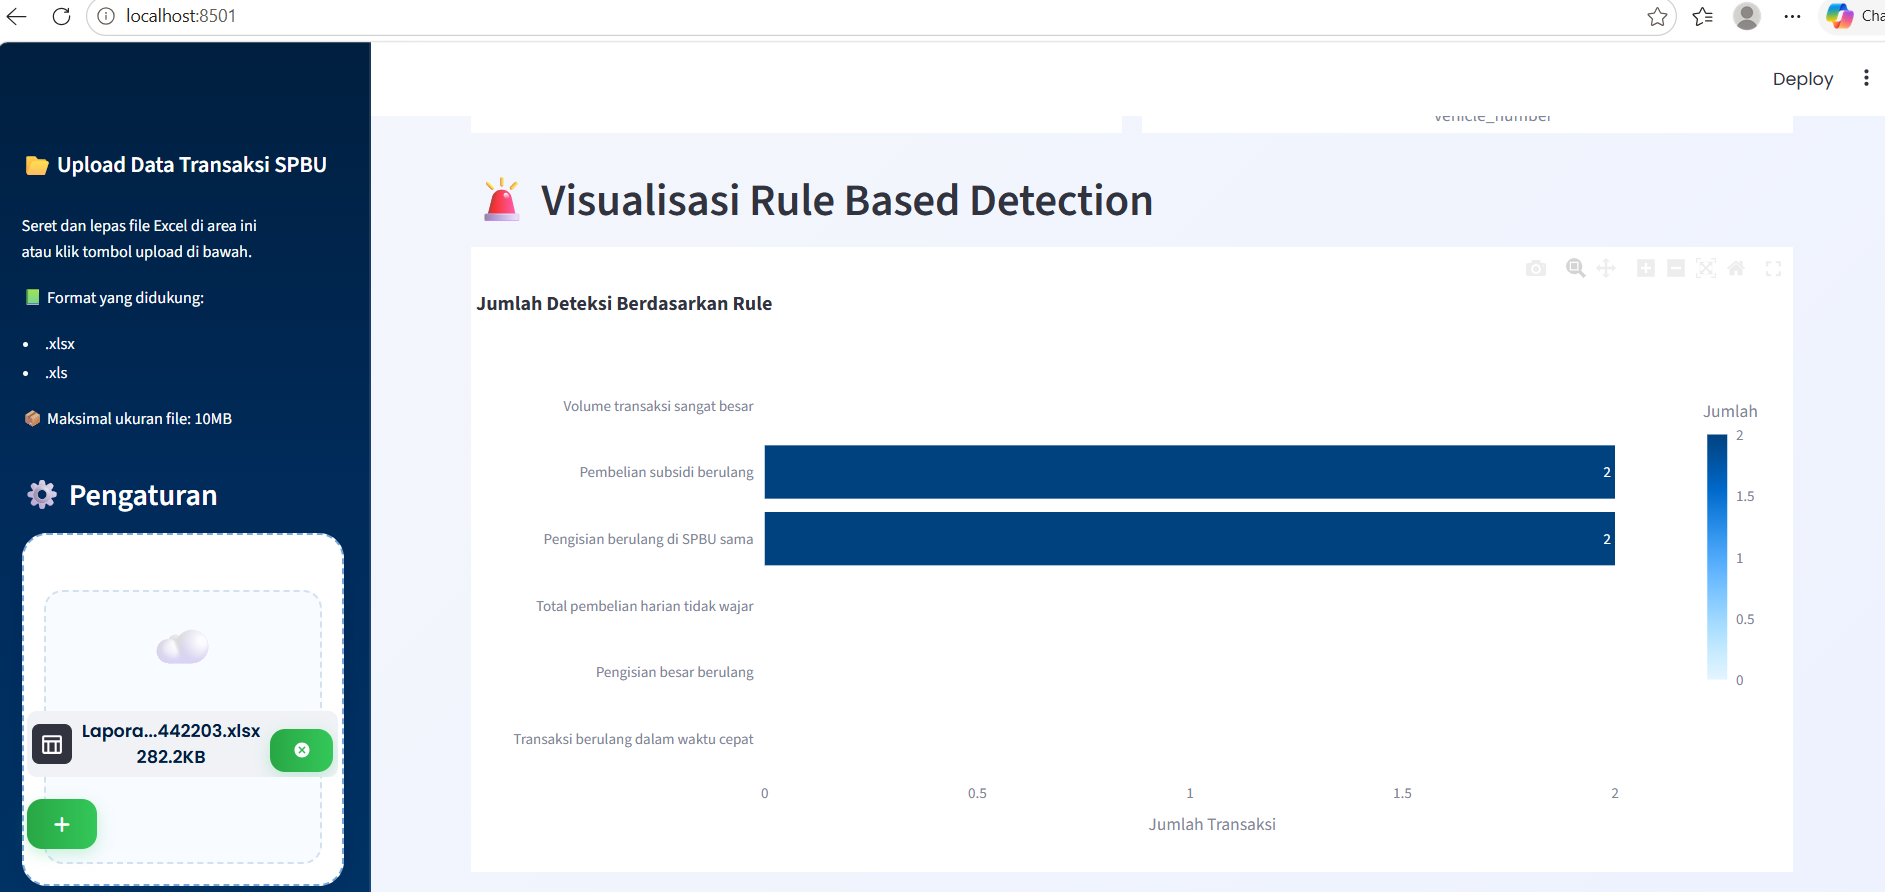 localhost:8501
Cha
Deploy
Upload Data Transaksi SPBU
Seret dan lepas file Excel di area ini
atau klik tombol upload di bawah.
Format yang didukung:
.xlsx
.xls
Maksimal ukuran file: 10MB
Pengaturan
Lapora...442203.xlsx
282.2KB
vehicle_number
Visualisasi Rule Based Detection
Jumlah Deteksi Berdasarkan Rule
Volume transaksi sangat besar
Pembelian subsidi berulang
2
Pengisian berulang di SPBU sama
2
Total pembelian harian tidak wajar
Pengisian besar berulang
Transaksi berulang dalam waktu cepat
0 0.5 1 1.5 2
Jumlah Transaksi
Jumlah
2
1.5
1
0.5
0